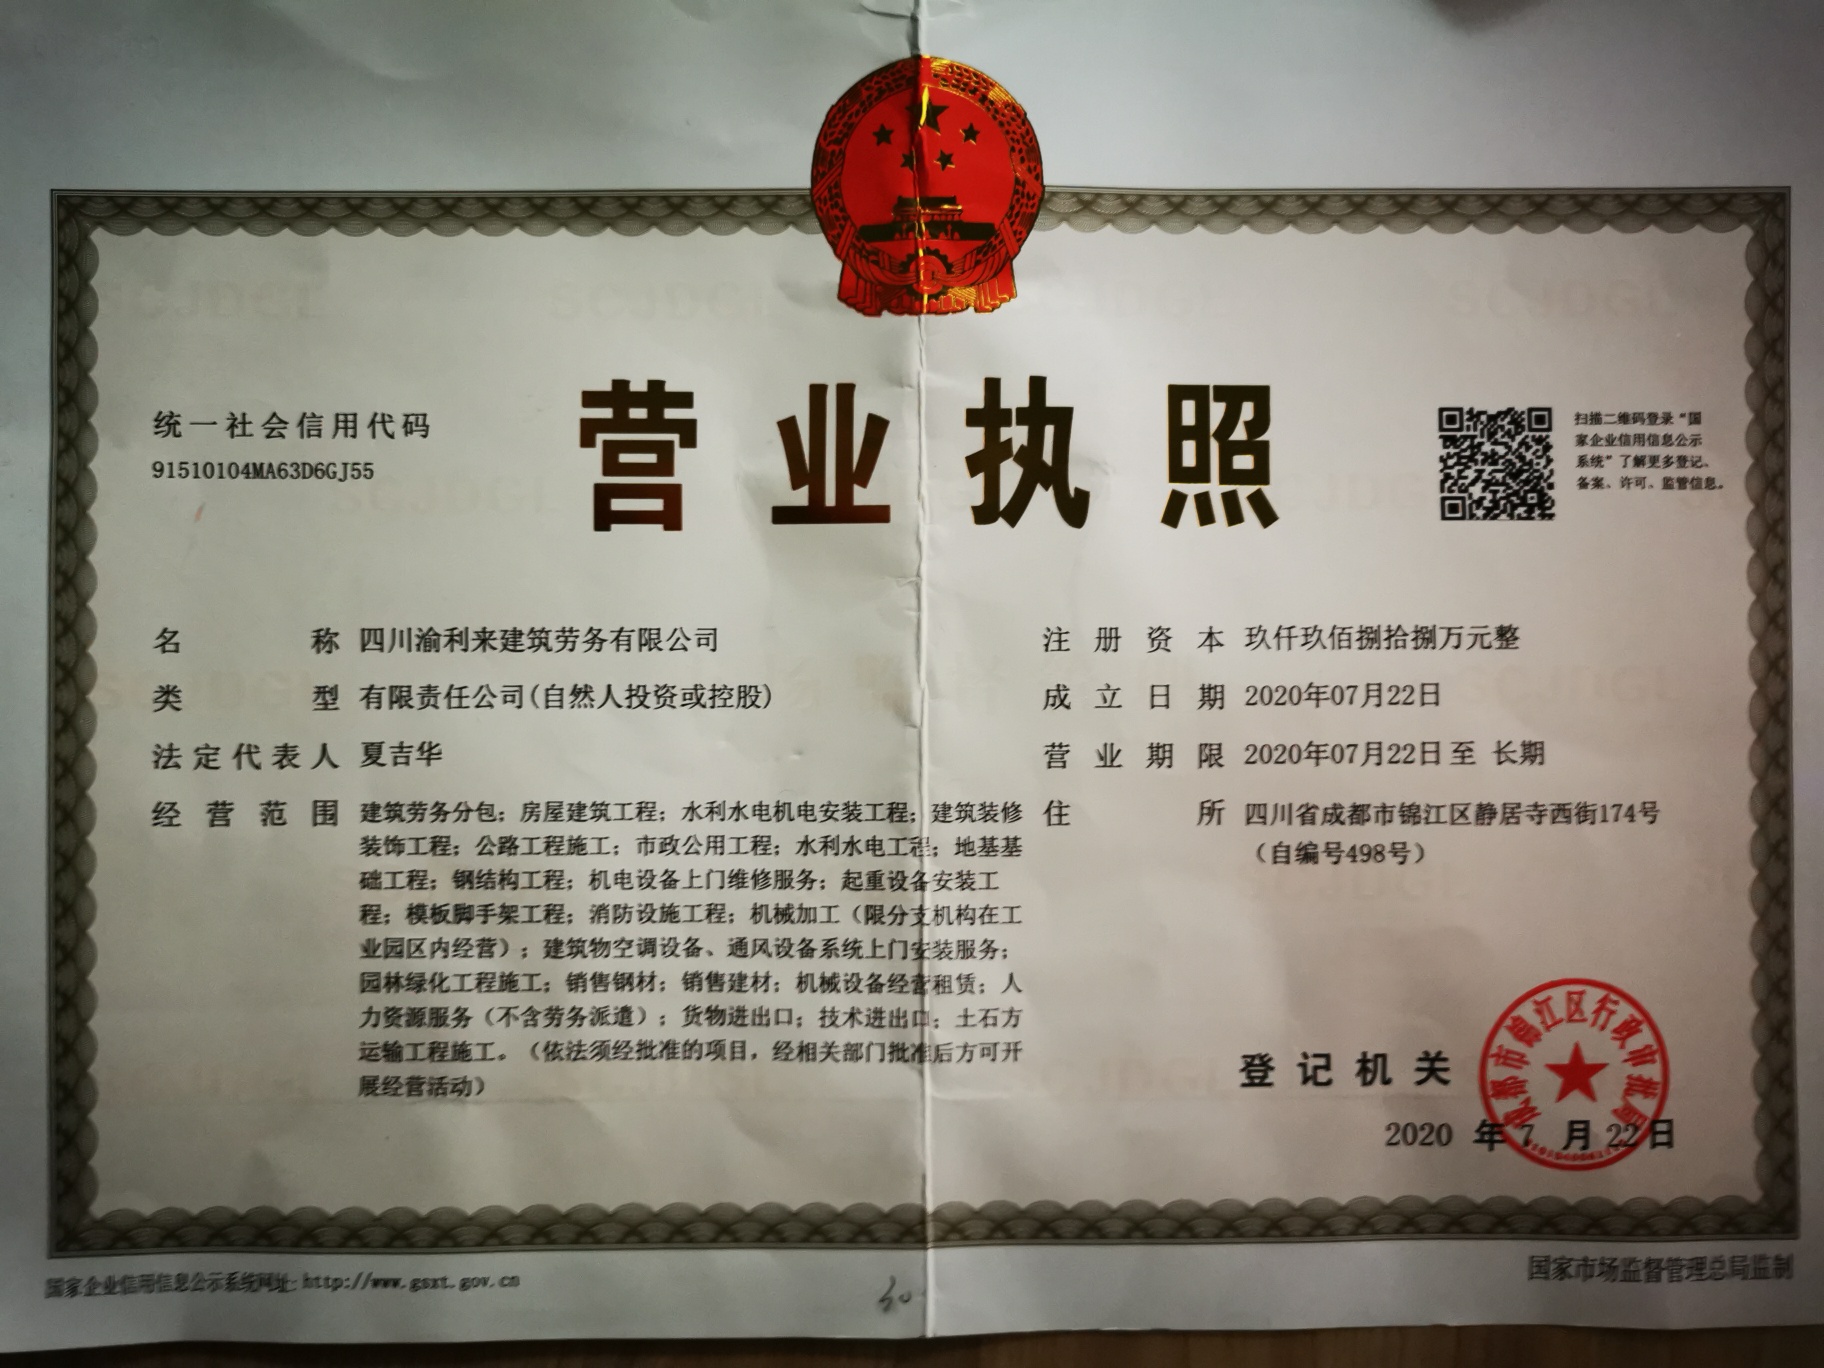 营业执照
统一社会信用代码
91510104MA63D6GJ55
扫描二维码登录“国
家企业信用信息公示
系统”了解更多登记、
备案、许可、监管信息。
名称 四川渝利来建筑劳务有限公司
类型 有限责任公司(自然人投资或控股)
法定代表人 夏吉华
经营范围 建筑劳务分包；房屋建筑工程；水利水电机电安装工程；建筑装修
装饰工程；公路工程施工；市政公用工程；水利水电工程；地基基
础工程；钢结构工程；机电设备上门维修服务；起重设备安装工
程；模板脚手架工程；消防设施工程；机械加工（限分支机构在工
业园区内经营）；建筑物空调设备、通风设备系统上门安装服务；
园林绿化工程施工；销售钢材；销售建材；机械设备经营租赁；人
力资源服务（不含劳务派遣）；货物进出口；技术进出口；土石方
运输工程施工。（依法须经批准的项目，经相关部门批准后方可开
展经营活动）
注册资本 玖仟玖佰捌拾捌万元整
成立日期 2020年07月22日
营业期限 2020年07月22日 至 长期
住所 四川省成都市锦江区静居寺西街174号
（自编号498号）
登记机关
成都市锦江区行政审批局
2020 年 7 月 22 日
国家企业信用信息公示系统网址: http://www.gsxt.gov.cn
国家市场监督管理总局监制